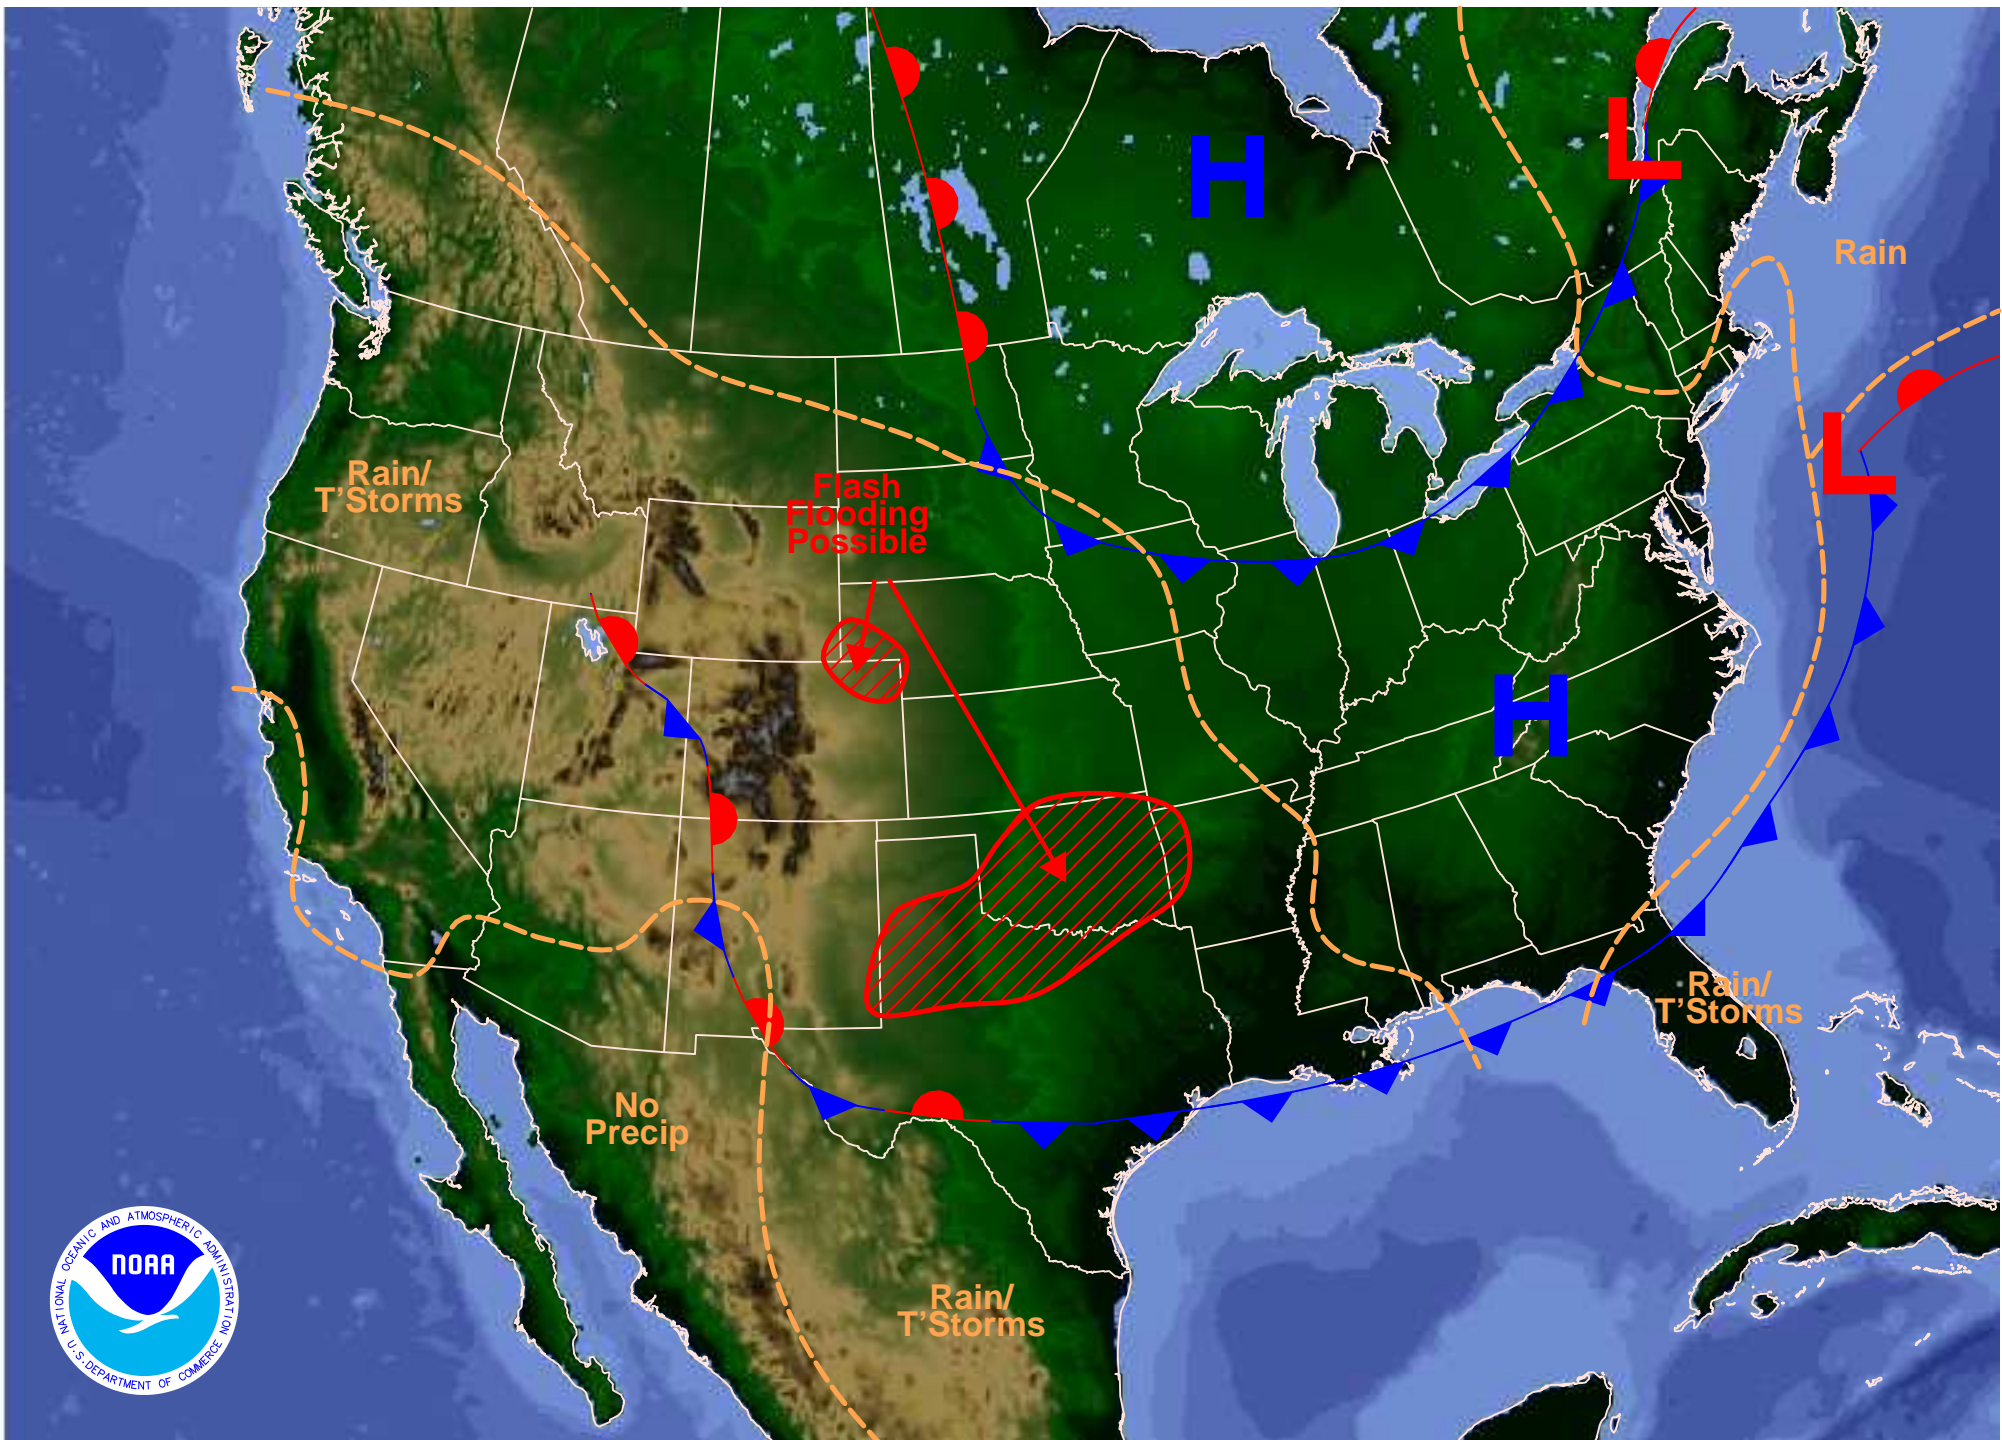 H
L
Rain
Rain/
T'Storms
Flash
Flooding
Possible
L
H
Rain/
T'Storms
No
Precip
Rain/
T'Storms
NATIONAL OCEANIC AND ATMOSPHERIC ADMINISTRATION
NOAA
U.S. DEPARTMENT OF COMMERCE